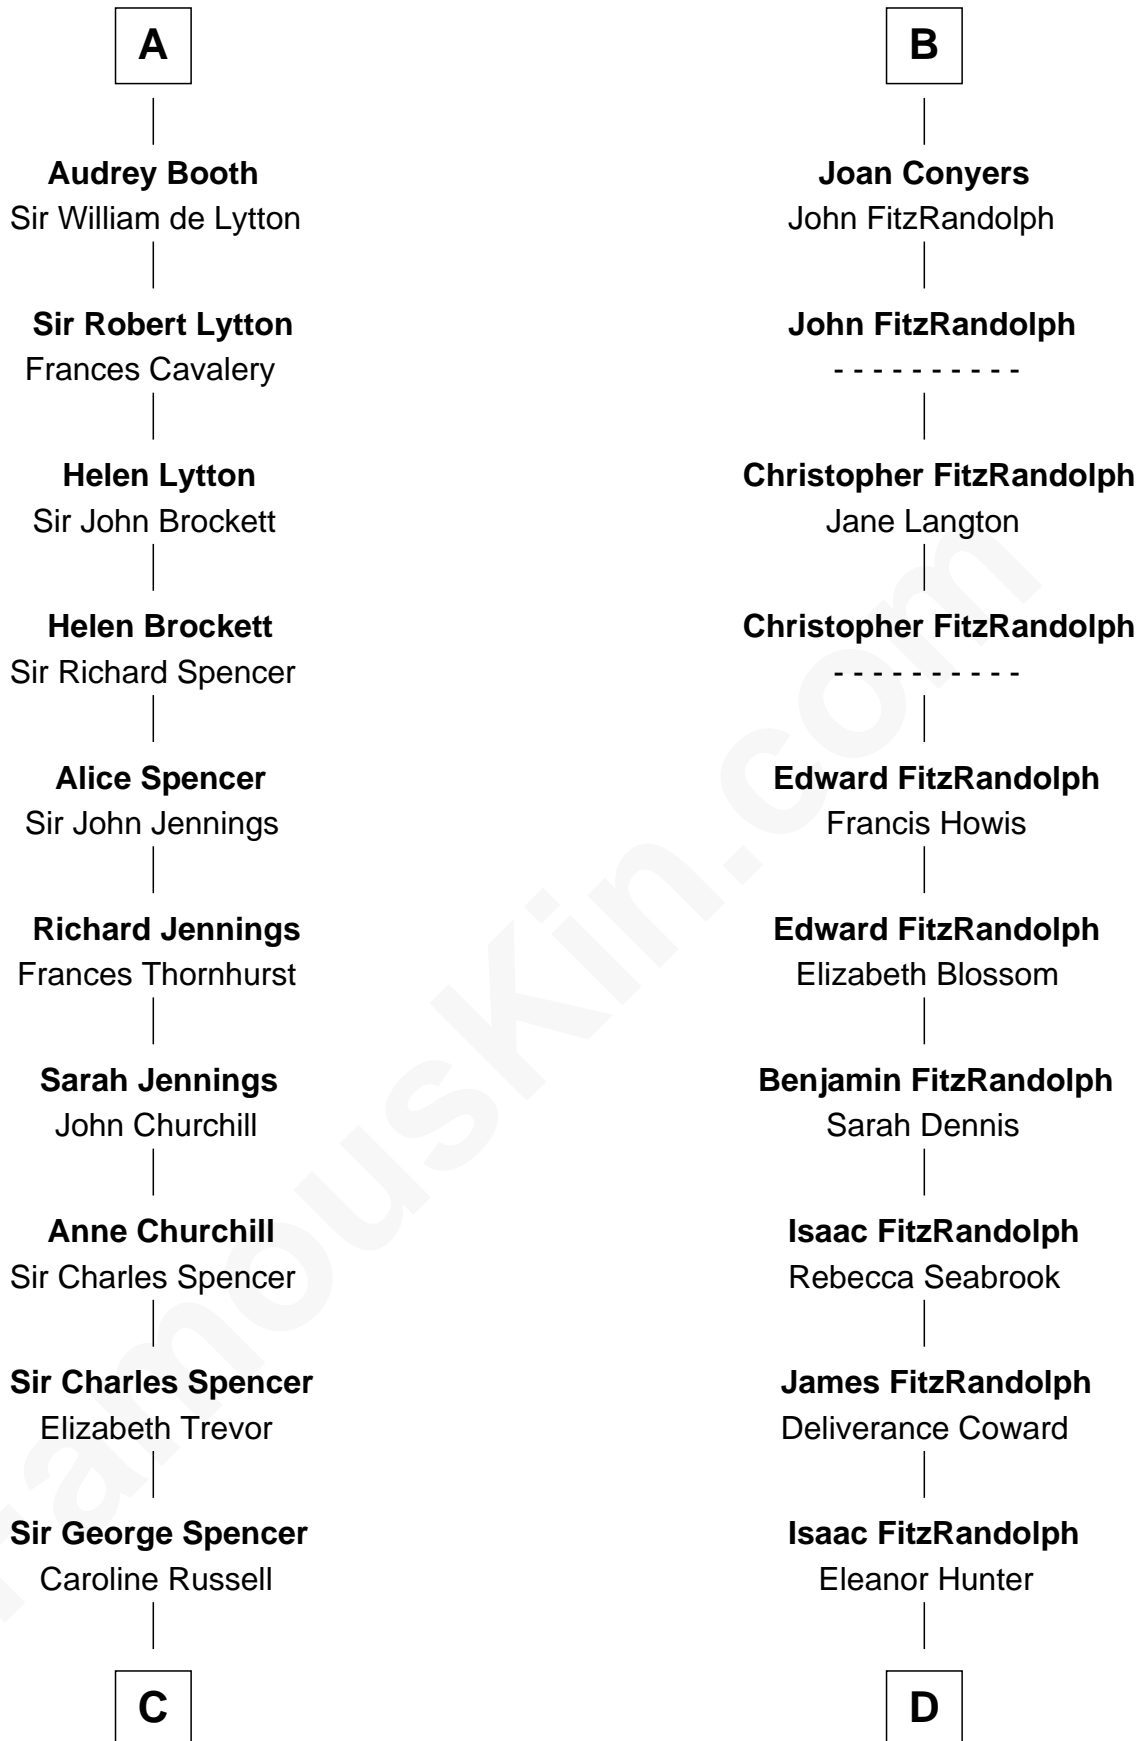 A
Audrey Booth
Sir William de Lytton
Sir Robert Lytton
Frances Cavalery
Helen Lytton
Sir John Brockett
Helen Brockett
Sir Richard Spencer
Alice Spencer
Sir John Jennings
Richard Jennings
Frances Thornhurst
Sarah Jennings
John Churchill
Anne Churchill
Sir Charles Spencer
Sir Charles Spencer
Elizabeth Trevor
Sir George Spencer
Caroline Russell
C
B
Joan Conyers
John FitzRandolph
John FitzRandolph
- - - - - - - - - -
Christopher FitzRandolph
Jane Langton
Christopher FitzRandolph
- - - - - - - - - -
Edward FitzRandolph
Francis Howis
Edward FitzRandolph
Elizabeth Blossom
Benjamin FitzRandolph
Sarah Dennis
Isaac FitzRandolph
Rebecca Seabrook
James FitzRandolph
Deliverance Coward
Isaac FitzRandolph
Eleanor Hunter
D
FamousKin.com